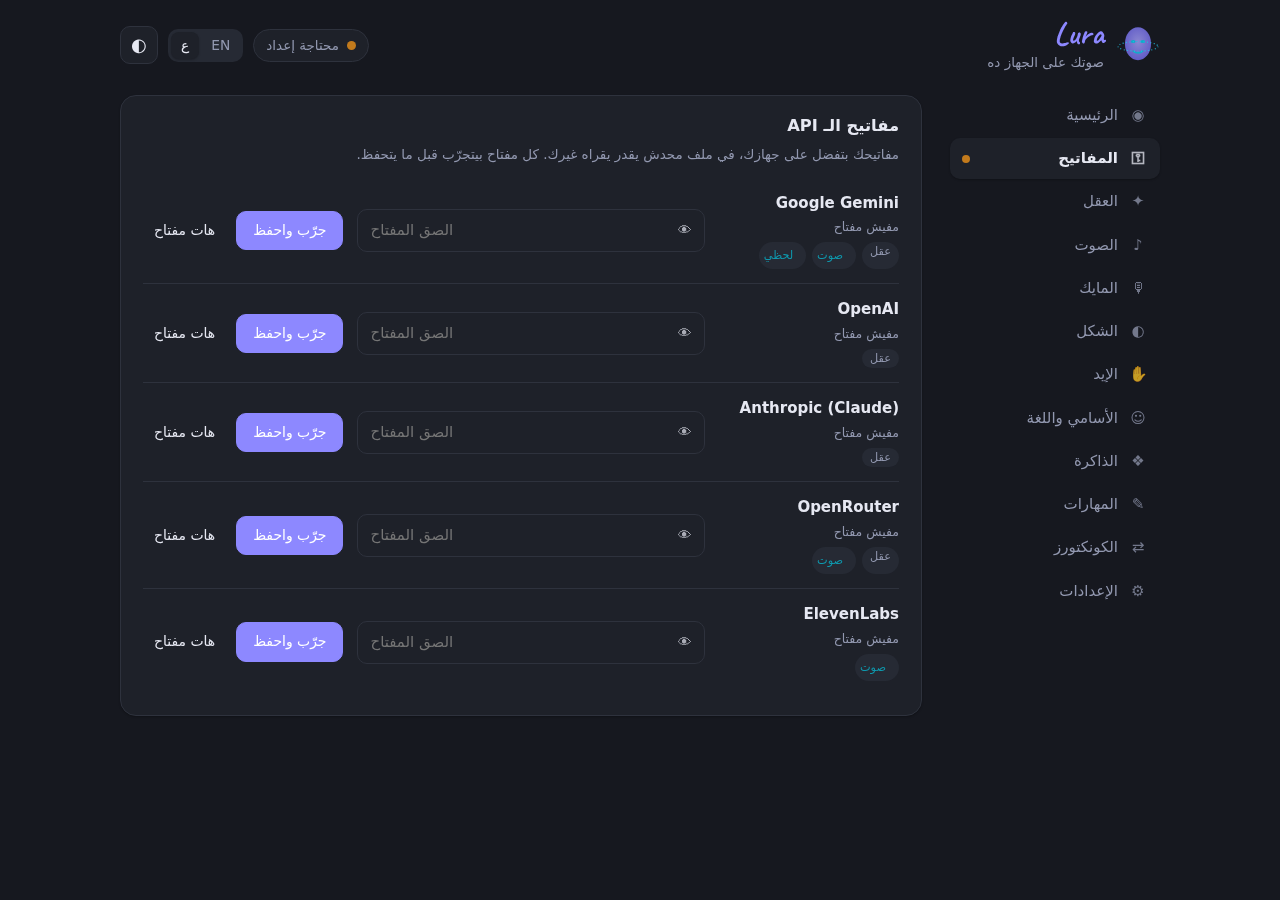 Lura
صوتك على الجهاز ده
محتاجة إعداد
EN
ع
الرئيسية
المفاتيح
العقل
الصوت
المايك
الشكل
الإيد
الأسامي واللغة
الذاكرة
المهارات
الكونكتورز
الإعدادات
مفاتيح الـ API
مفاتيحك بتفضل على جهازك، في ملف محدش يقدر يقراه غيرك. كل مفتاح بيتجرّب قبل ما يتحفظ.
Google Gemini
مفيش مفتاح
عقل صوت لحظي
الصق المفتاح
جرّب واحفظ
هات مفتاح
OpenAI
مفيش مفتاح
عقل
الصق المفتاح
جرّب واحفظ
هات مفتاح
Anthropic (Claude)
مفيش مفتاح
عقل
الصق المفتاح
جرّب واحفظ
هات مفتاح
OpenRouter
مفيش مفتاح
عقل صوت
الصق المفتاح
جرّب واحفظ
هات مفتاح
ElevenLabs
مفيش مفتاح
صوت
الصق المفتاح
جرّب واحفظ
هات مفتاح